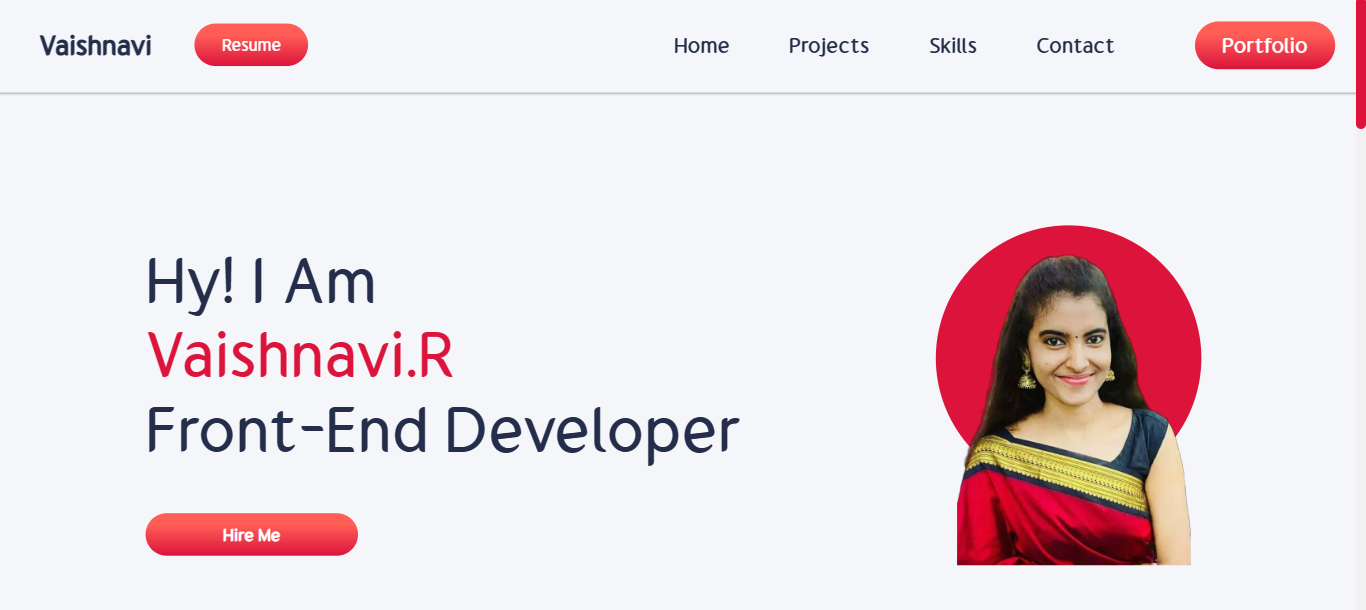 Vaishnavi Resume Home Projects Skills Contact Portfolio
Hy! I Am
Vaishnavi.R
Front-End Developer
Hire Me